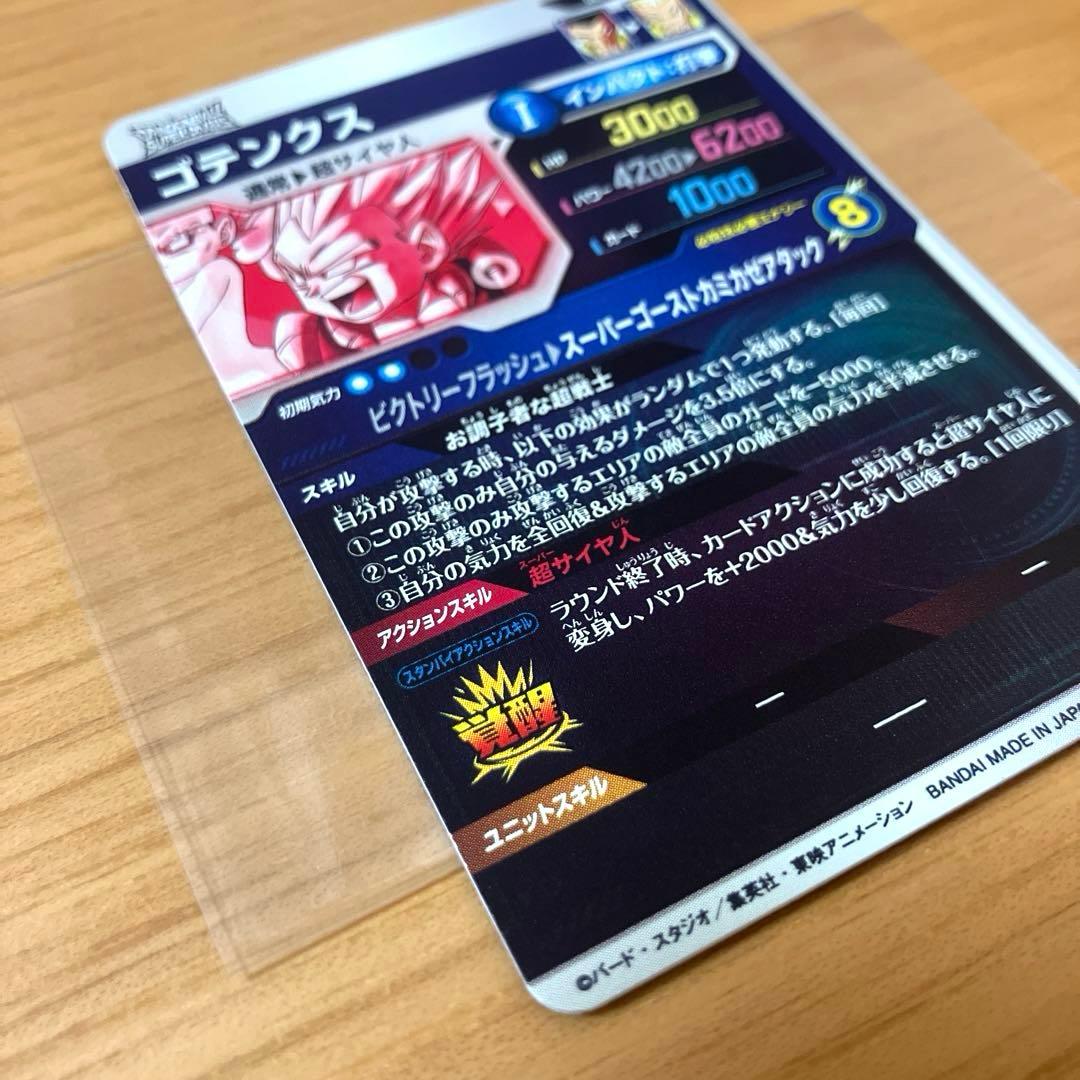 ゴテンクス
通常▶超サイヤ人
I インパクト:打撃
HP 3000
パワー 4200▶6200
ガード 1000
必殺技必要エナジー 8
初期気力
ビクトリーフラッシュ▶スーパーゴーストカミカゼアタック
スキル お調子者な超戦士
自分が攻撃する時、以下の効果がランダムで1つ発動する。[毎回]
①この攻撃のみ自分の与えるダメージを3.5倍にする。
②この攻撃のみ攻撃するエリアの敵全員のガードを-5000。
③自分の気力を全回復&攻撃するエリアの敵全員の気力を半減させる。
アクションスキル 超サイヤ人
スタンバイアクションスキル
ラウンド終了時、カードアクションに成功すると超サイヤ人に
変身し、パワーを+2000&気力を少し回復する。[1回限り]
覚醒
ユニットスキル
©バード・スタジオ/集英社・東映アニメーション BANDAI MADE IN JAPA